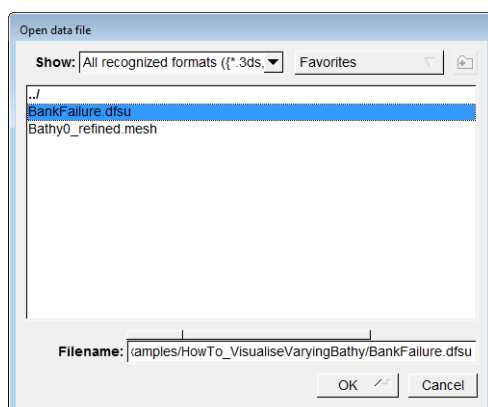 Open data file
Show: All recognized formats ({*.3ds, Favorites
../
BankFailure.dfsu
Bathy0_refined.mesh
Filename: amples/HowTo_VisualiseVaryingBathy/BankFailure.dfsu
OK Cancel